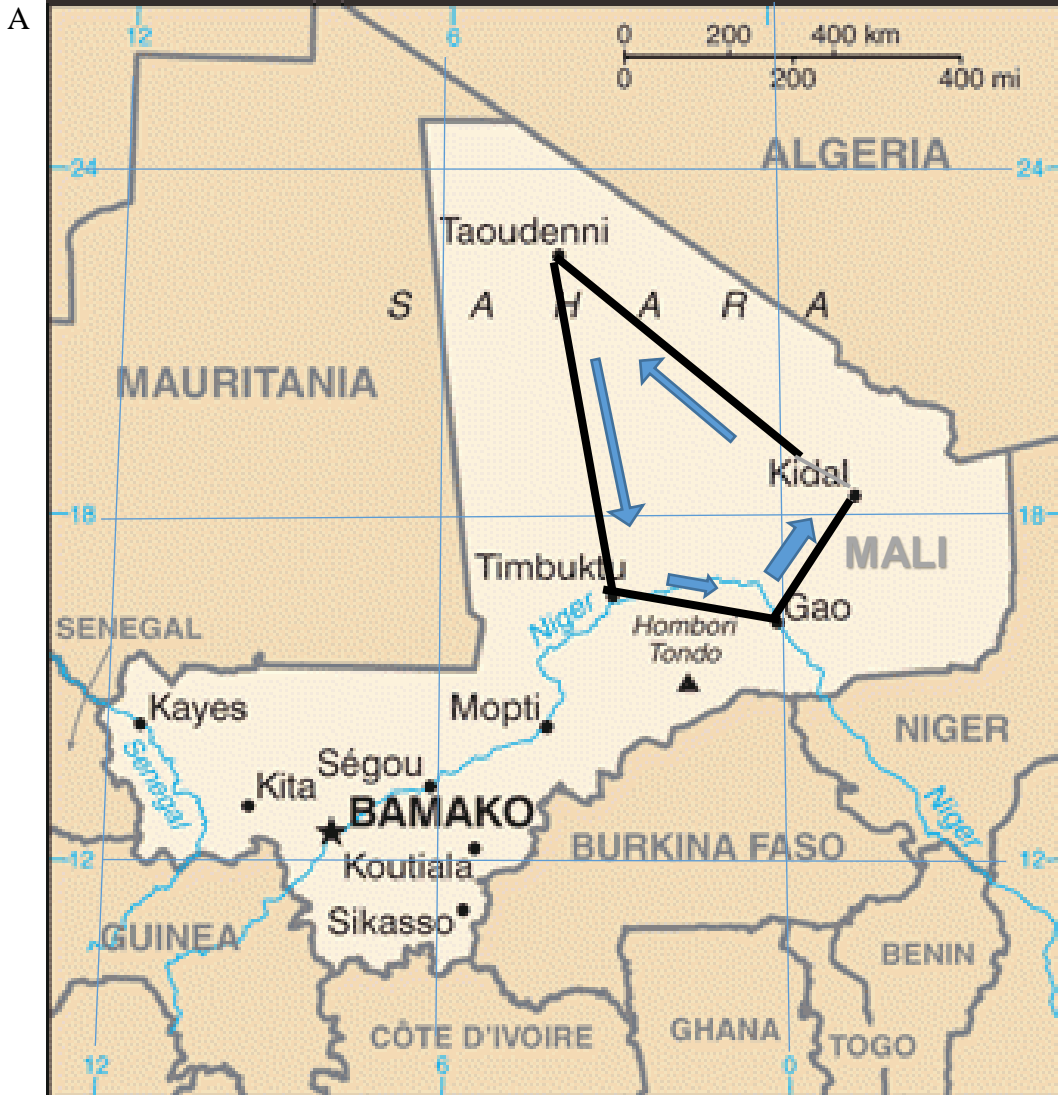 A
12
6
0 200 400 km
0 200 400 mi
ALGERIA
24
24
Taoudenni
S A H A R A
MAURITANIA
Kidal
18
18
MALI
Timbuktu
Niger
Gao
Hombori
Tondo
SENEGAL
Kayes
Mopti
NIGER
Senegal
Ségou
Kita
BAMAKO
Niger
BURKINA FASO
12
Koutiala
Sikasso
GUINEA
BENIN
CÔTE D'IVOIRE
GHANA
TOGO
12
6
0